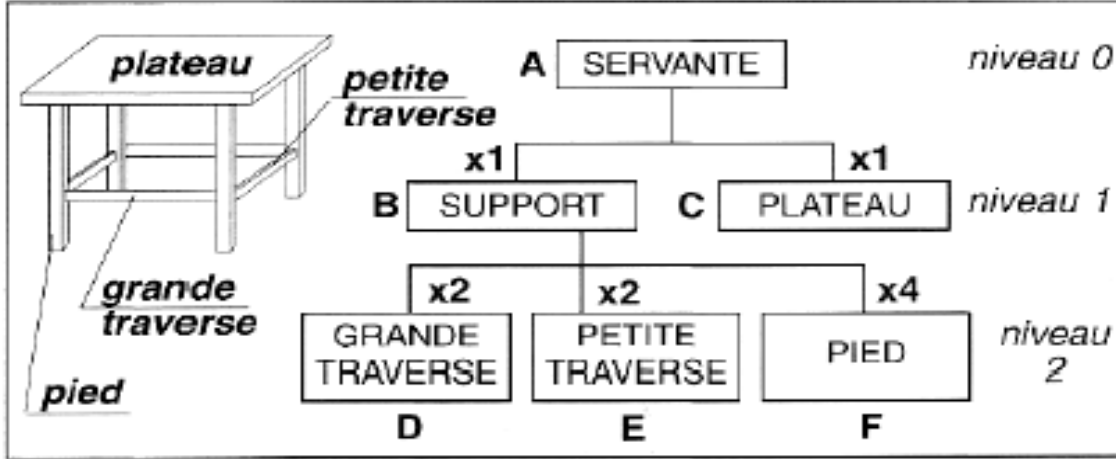 plateau
petite
traverse
grande
traverse
pied
A SERVANTE niveau 0
x1 x1
B SUPPORT C PLATEAU niveau 1
x2 x2 x4
GRANDE TRAVERSE PETITE TRAVERSE PIED niveau 2
D E F